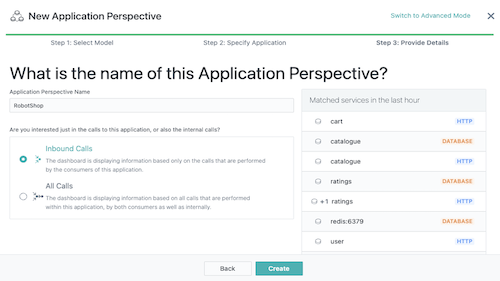 New Application Perspective
Switch to Advanced Mode
Step 1: Select Model
Step 2: Specify Application
Step 3: Provide Details
What is the name of this Application Perspective?
Application Perspective Name
RobotShop
Are you interested just in the calls to this application, or also the internal calls?
Inbound Calls
The dashboard is displaying information based only on the calls that are performed
by the consumers of this application.
All Calls
The dashboard is displaying information based on all calls that are performed
within this application, by both consumers as well as internally.
Matched services in the last hour
cart HTTP
catalogue DATABASE
catalogue HTTP
ratings DATABASE
+1 ratings HTTP
redis:6379 DATABASE
user HTTP
Back
Create